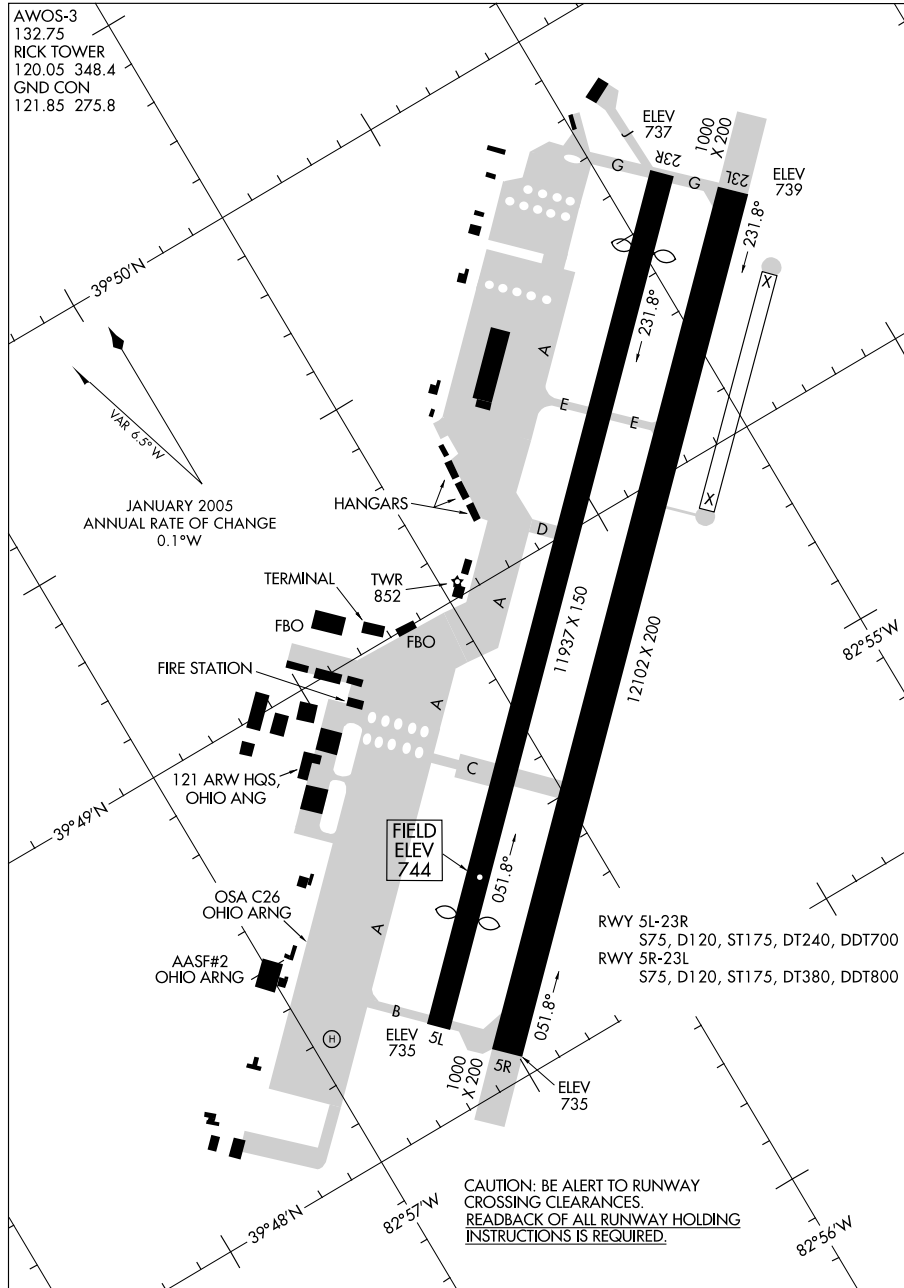 AWOS-3
132.75
RICK TOWER
120.05 348.4
GND CON
121.85 275.8
ELEV
737
1000
X 200
J
G
23R
G
23L
ELEV
739
231.8°
39°50'N
X
231.8°
A
VAR 6.5° W
E
E
JANUARY 2005
ANNUAL RATE OF CHANGE
0.1°W
HANGARS
X
D
TERMINAL
TWR
852
A
FBO
FBO
11937 X 150
12102 X 200
82°55'W
FIRE STATION
A
121 ARW HQS,
OHIO ANG
C
39°49'N
FIELD
ELEV
744
051.8°
OSA C26
OHIO ARNG
A
AASF#2
OHIO ARNG
RWY 5L-23R
S75, D120, ST175, DT240, DDT700
RWY 5R-23L
S75, D120, ST175, DT380, DDT800
B
H
ELEV
735
5L
051.8°
1000
X 200
5R
ELEV
735
CAUTION: BE ALERT TO RUNWAY
CROSSING CLEARANCES.
READBACK OF ALL RUNWAY HOLDING
INSTRUCTIONS IS REQUIRED.
39°48'N
82°57'W
82°56'W